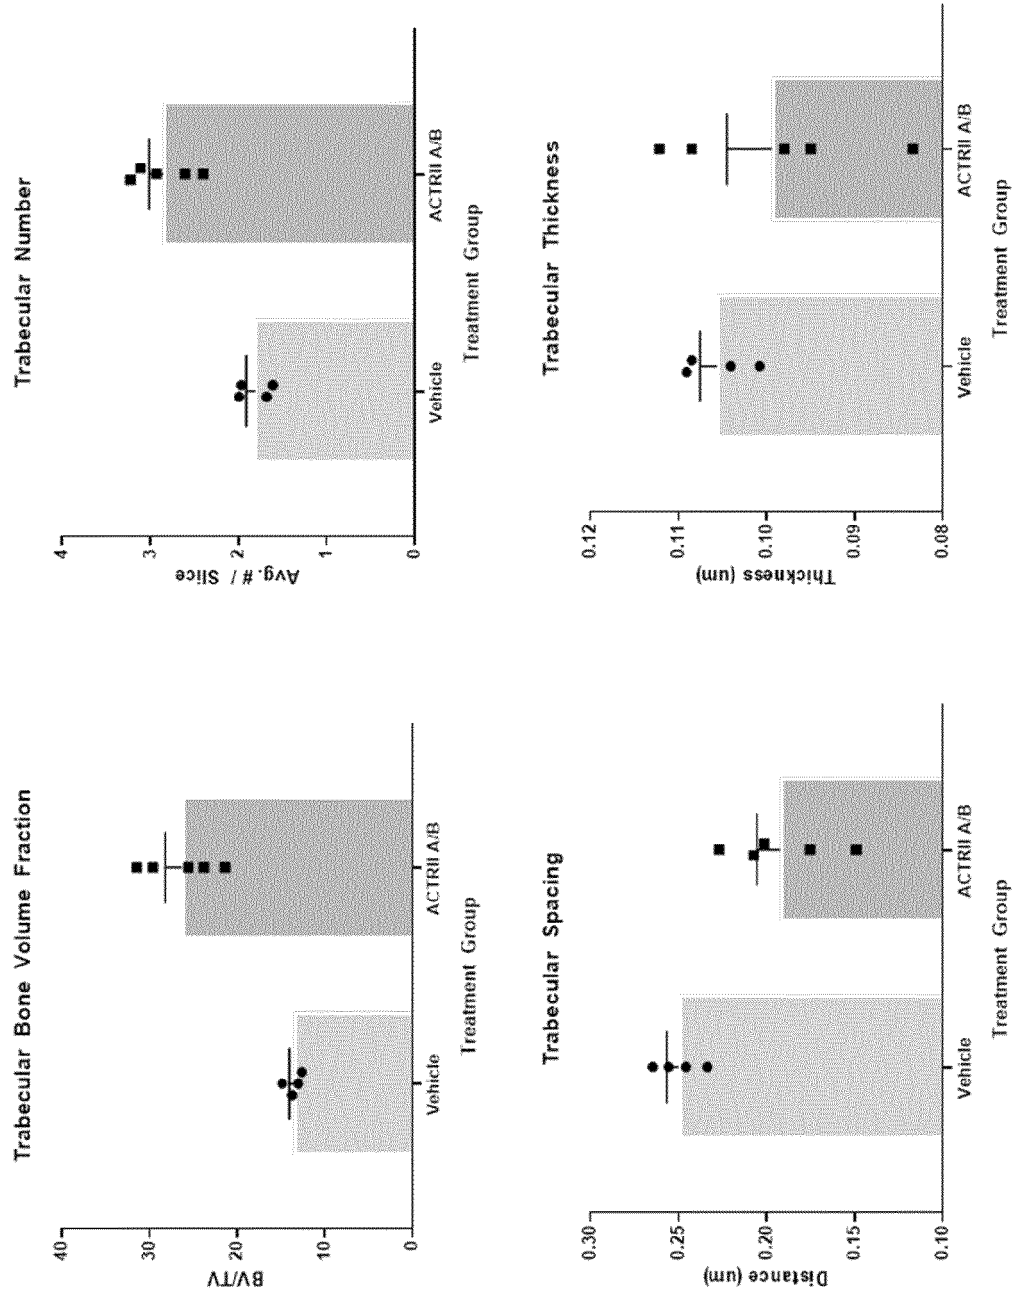 Trabecular Bone Volume Fraction
40
30
20
10
0
BV/TV
Vehicle
ACTRII A/B
Treatment Group
Trabecular Number
4
3
2
1
0
Avg.# / Slice
Vehicle
ACTRII A/B
Treatment Group
Trabecular Spacing
0.30
0.25
0.20
0.15
0.10
Distance (um)
Vehicle
ACTRII A/B
Treatment Group
Trabecular Thickness
0.12
0.11
0.10
0.09
0.08
Thickness (um)
Vehicle
ACTRII A/B
Treatment Group